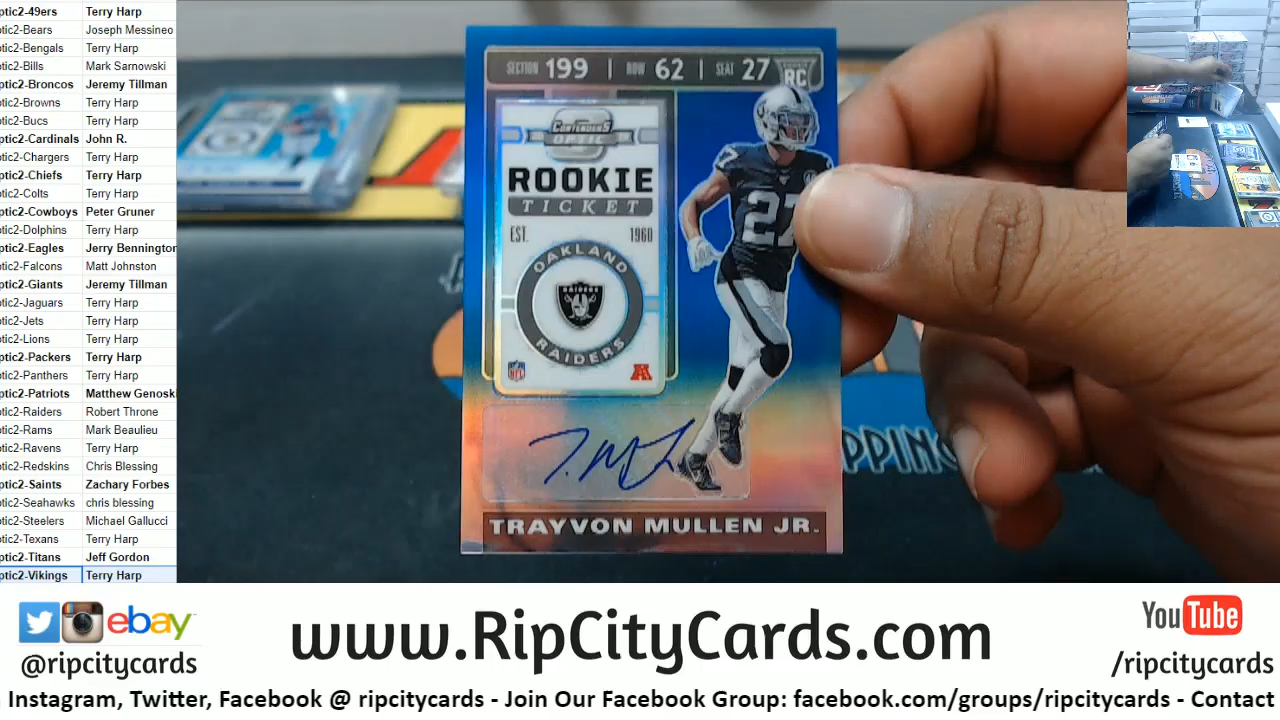 ptic2-49ers Terry Harp
ptic2-Bears Joseph Messineo
ptic2-Bengals Terry Harp
ptic2-Bills Mark Sarnowski
ptic2-Broncos Jeremy Tillman
ptic2-Browns Terry Harp
ptic2-Bucs Terry Harp
ptic2-Cardinals John R.
ptic2-Chargers Terry Harp
ptic2-Chiefs Terry Harp
ptic2-Colts Terry Harp
ptic2-Cowboys Peter Gruner
ptic2-Dolphins Terry Harp
ptic2-Eagles Jerry Bennington
ptic2-Falcons Matt Johnston
ptic2-Giants Jeremy Tillman
ptic2-Jaguars Terry Harp
ptic2-Jets Terry Harp
ptic2-Lions Terry Harp
ptic2-Packers Terry Harp
ptic2-Panthers Terry Harp
ptic2-Patriots Matthew Genoski
ptic2-Raiders Robert Throne
ptic2-Rams Mark Beaulieu
ptic2-Ravens Terry Harp
ptic2-Redskins Chris Blessing
ptic2-Saints Zachary Forbes
ptic2-Seahawks chris blessing
ptic2-Steelers Michael Gallucci
ptic2-Texans Terry Harp
ptic2-Titans Jeff Gordon
ptic2-Vikings Terry Harp
SECTION 199 | ROW 62 | SEAT 27
RC
CONTENDERS
OPTIC
ROOKIE
TICKET
EST. 1960
OAKLAND
RAIDERS
RAIDERS
NFL
A
27
27
TRAYVON MULLEN JR.
PPING
ebay
@ripcitycards
www.RipCityCards.com
YouTube
/ripcitycards
Instagram, Twitter, Facebook @ ripcitycards - Join Our Facebook Group: facebook.com/groups/ripcitycards - Contact